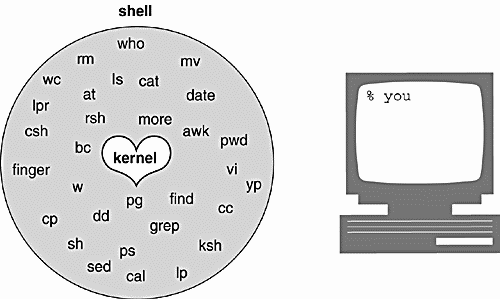 shell
who
rm
mv
wc
ls
cat
at
date
lpr
rsh
more
csh
awk
pwd
bc
kernel
finger
vi
w
yp
pg
find
cc
cp
dd
grep
sh
ps
ksh
sed
cal
lp
% you